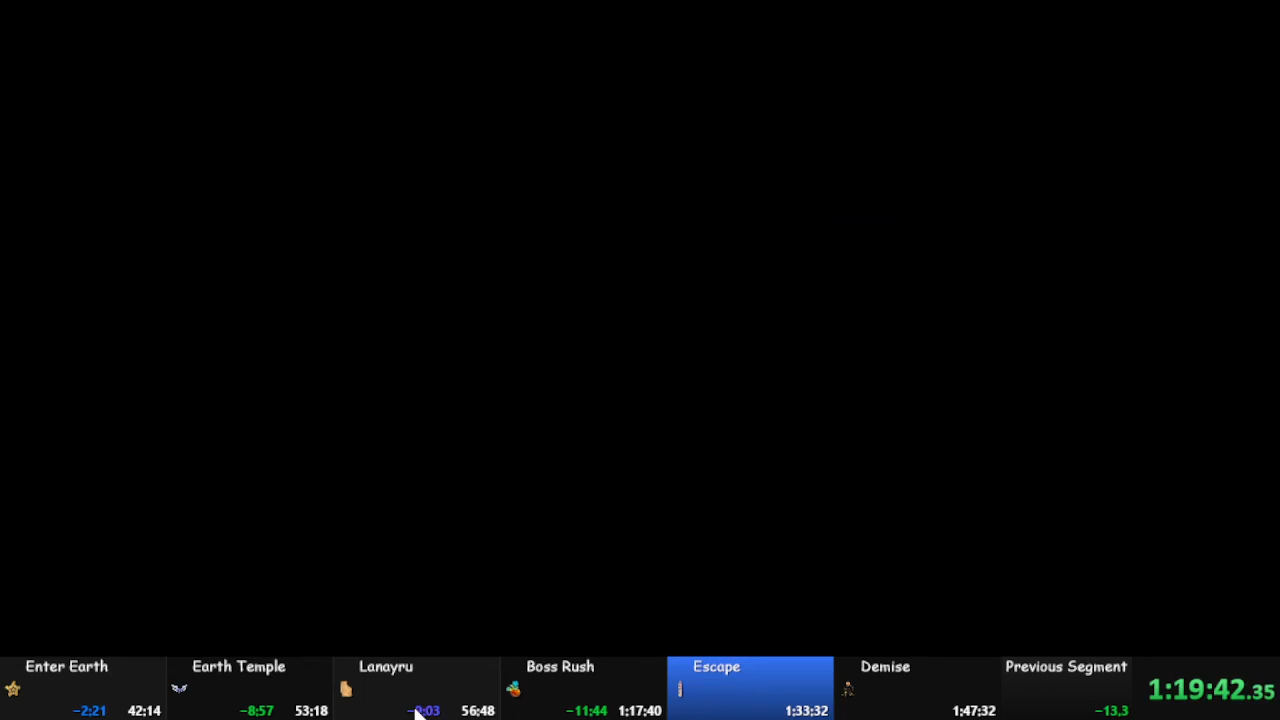 Enter Earth
−2:21 42:14
Earth Temple
−8:57 53:18
Lanayru
56:48
Boss Rush
−11:44 1:17:40
Escape
1:33:32
Demise
1:47:32
Previous Segment
−13.3
1:19:42.35